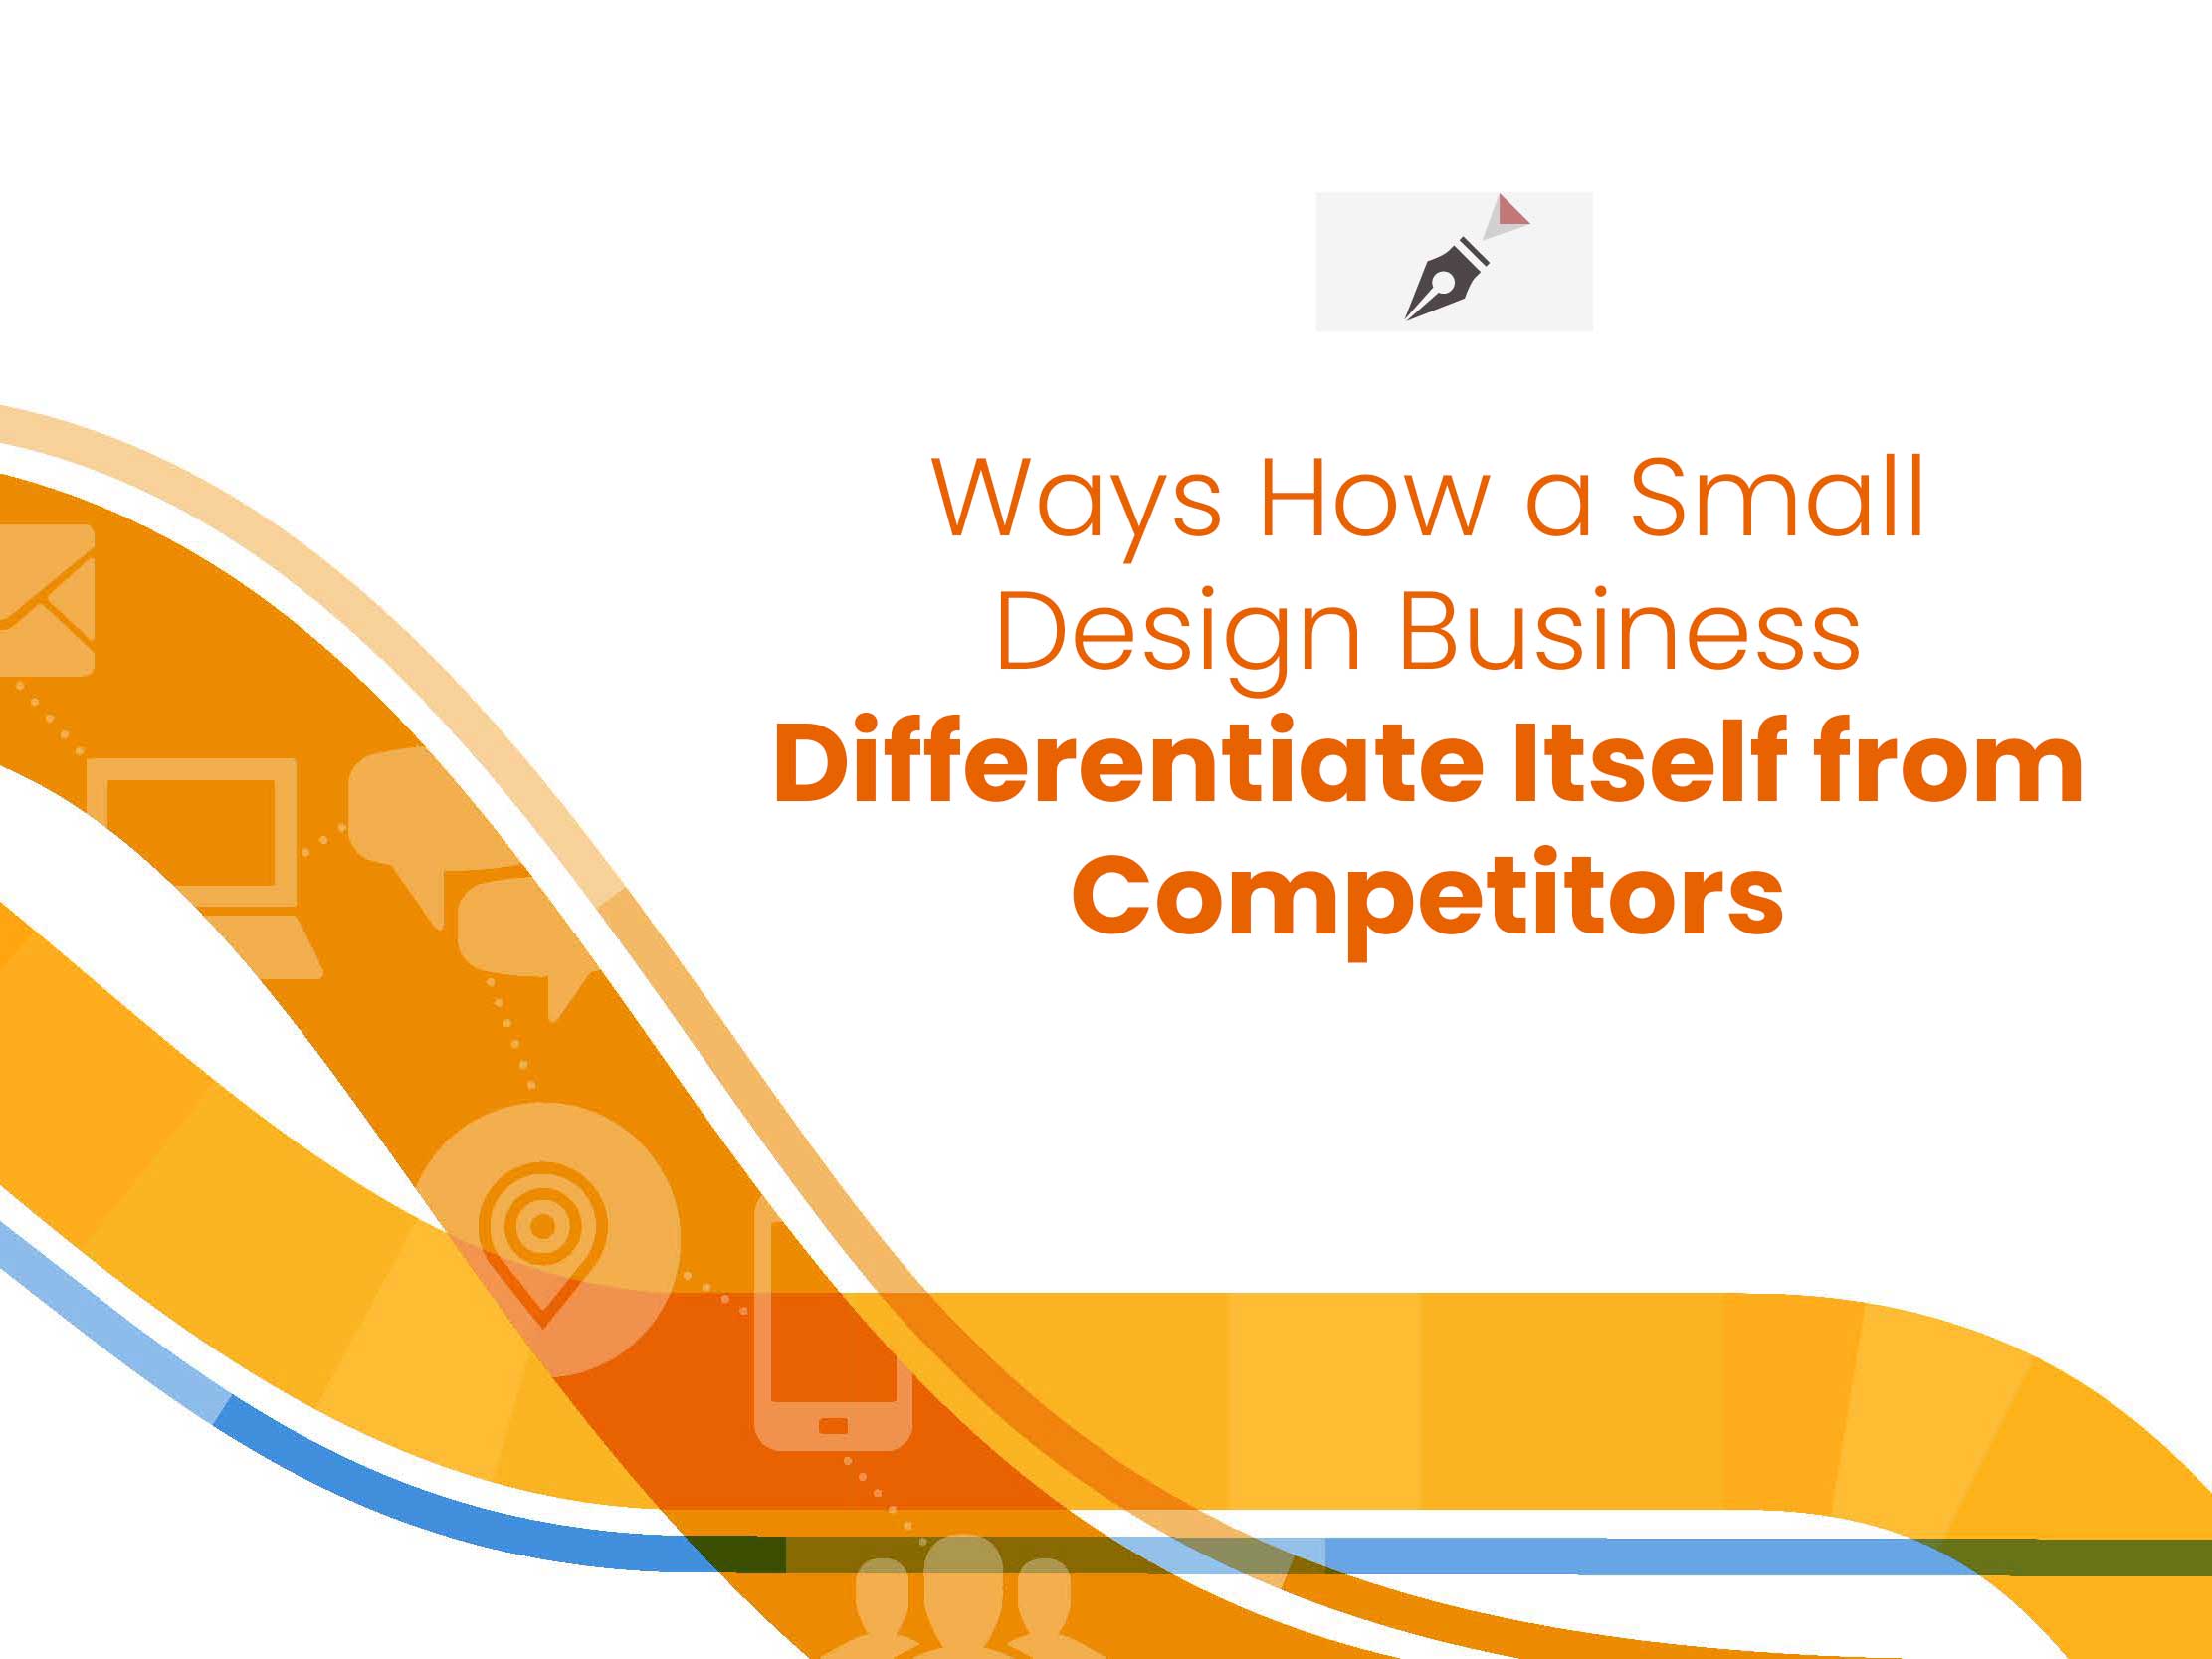 Ways How a Small
Design Business
Differentiate Itself from
Competitors